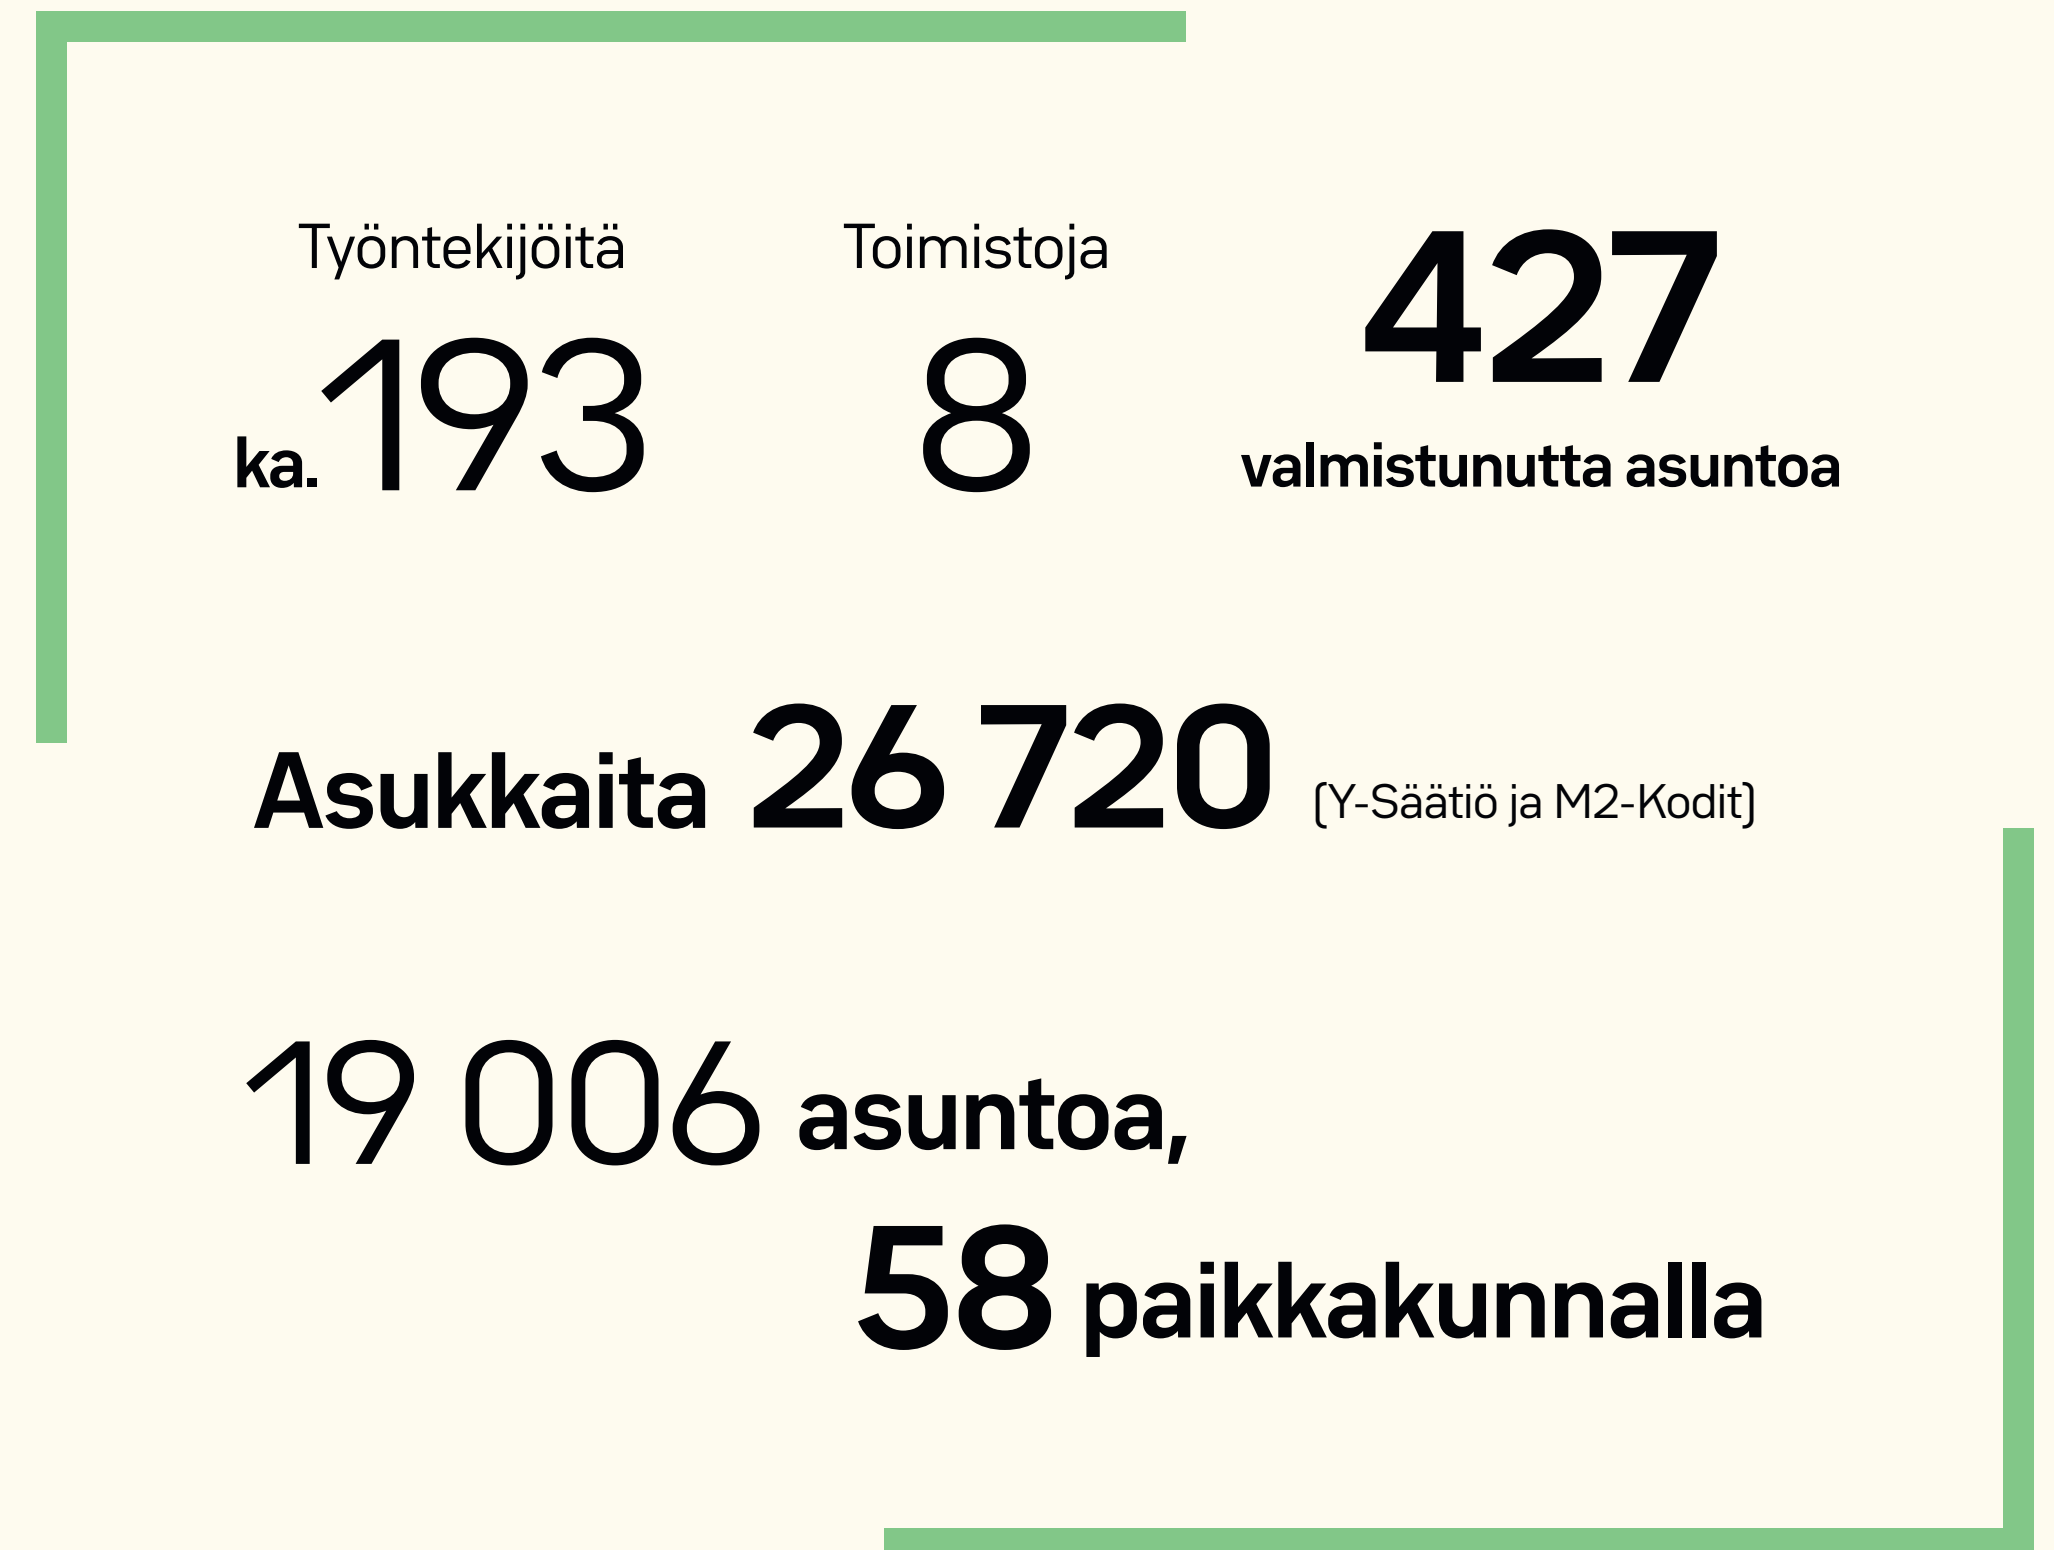 Työntekijöitä
ka. 193
Toimistoja
8
427
valmistunutta asuntoa
Asukkaita 26 720 (Y-Säätiö ja M2-Kodit)
19 006 asuntoa,
58 paikkakunnalla